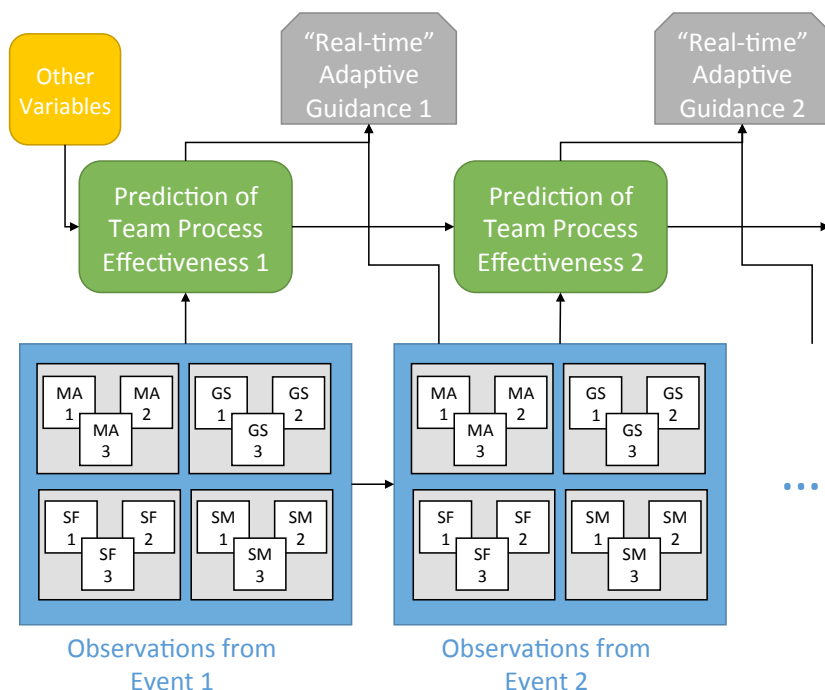 Other
Variables
“Real-time”
Adaptive
Guidance 1
“Real-time”
Adaptive
Guidance 2
Prediction of
Team Process
Effectiveness 1
Prediction of
Team Process
Effectiveness 2
MA
1
MA
2
MA
3
GS
1
GS
2
GS
3
SF
1
SF
2
SF
3
SM
1
SM
2
SM
3
MA
1
MA
2
MA
3
GS
1
GS
2
GS
3
SF
1
SF
2
SF
3
SM
1
SM
2
SM
3
...
Observations from
Event 1
Observations from
Event 2